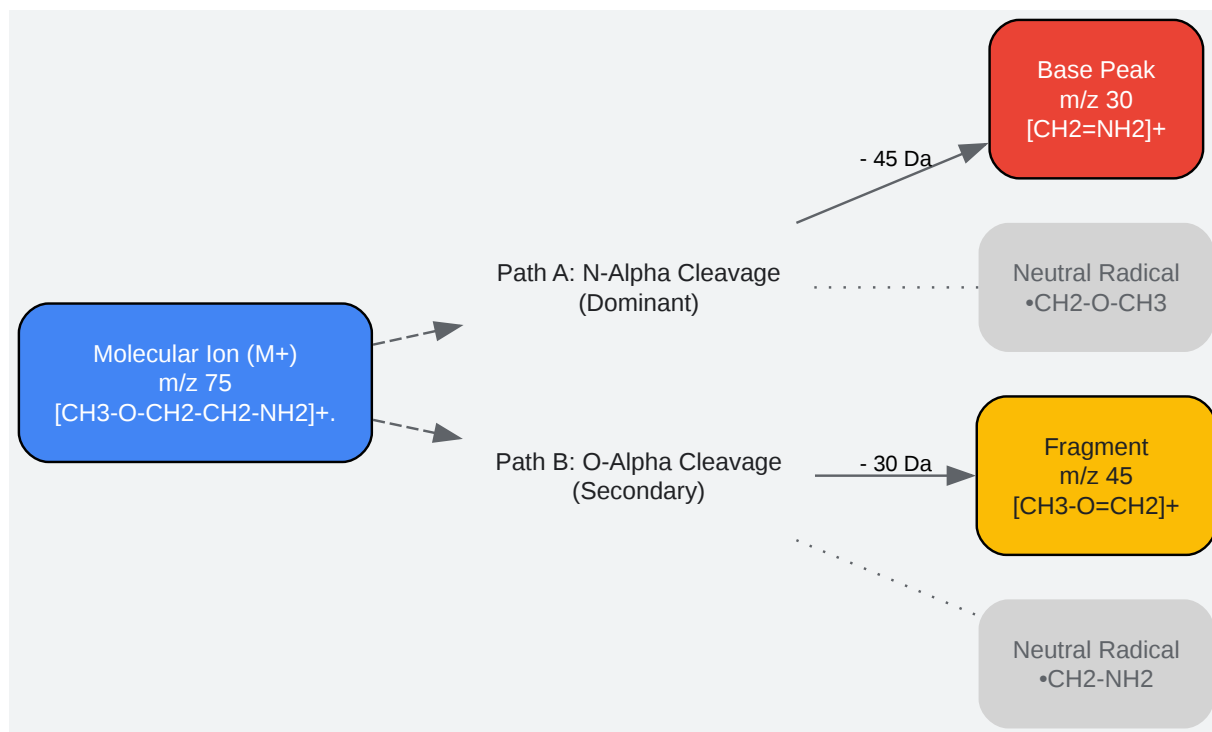 Base Peak
m/z 30
[CH2=NH2]+
- 45 Da
Path A: N-Alpha Cleavage
(Dominant)
Neutral Radical
•CH2-O-CH3
Molecular Ion (M+)
m/z 75
[CH3-O-CH2-CH2-NH2]+.
Path B: O-Alpha Cleavage
(Secondary)
- 30 Da
Fragment
m/z 45
[CH3-O=CH2]+
Neutral Radical
•CH2-NH2